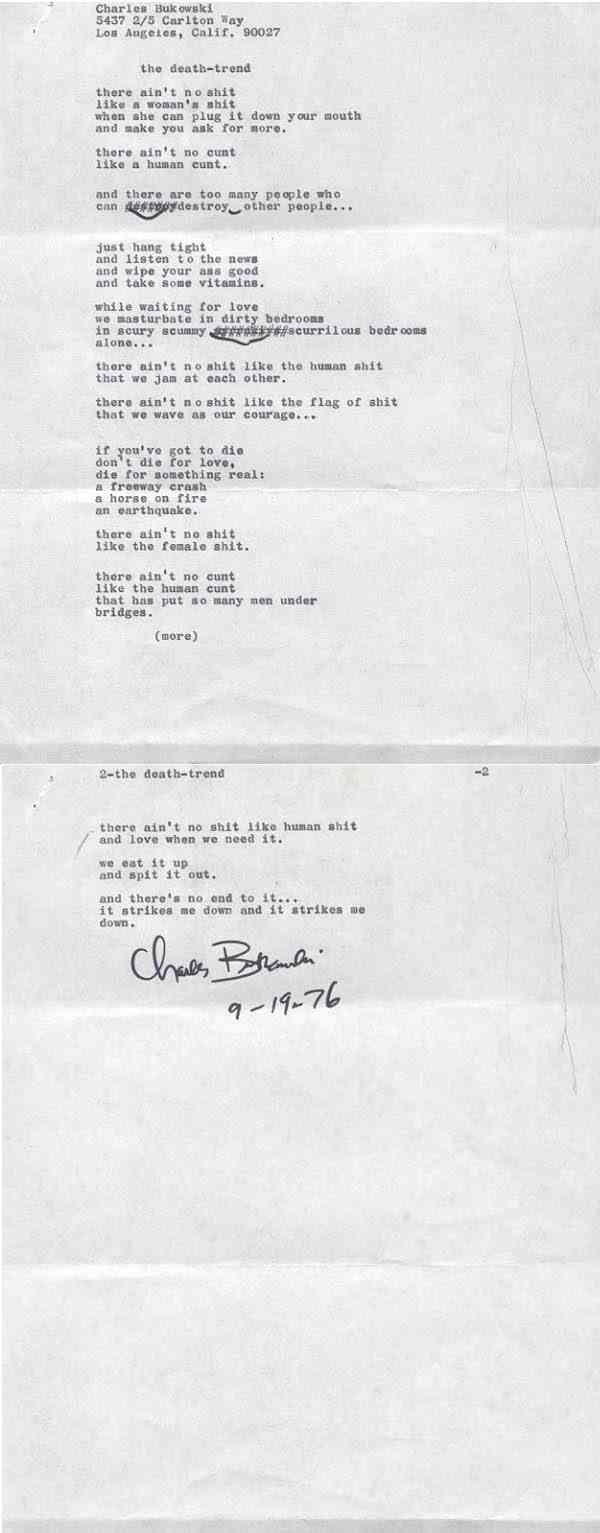 Charles Bukowski
5437 2/5 Carlton Way
Los Angeles, Calif. 90027
the death-trend
there ain't no shit
like a woman's shit
when she can plug it down your mouth
and make you ask for more.
there ain't no cunt
like a human cunt.
and there are too many people who
can destroy other people...
just hang tight
and listen to the news
and wipe your ass good
and take some vitamins.
while waiting for love
we masturbate in dirty bedrooms
in scury scummy scurrilous bedrooms
alone...
there ain't no shit like the human shit
that we jam at each other.
there ain't no shit like the flag of shit
that we wave as our courage...
if you've got to die
don't die for love,
die for something real:
a freeway crash
a horse on fire
an earthquake.
there ain't no shit
like the female shit.
there ain't no cunt
like the human cunt
that has put so many men under
bridges.
(more)
2-the death-trend -2
there ain't no shit like human shit
and love when we need it.
we eat it up
and spit it out.
and there's no end to it...
it strikes me down and it strikes me
down.
Charles Bukowski
9-19-76